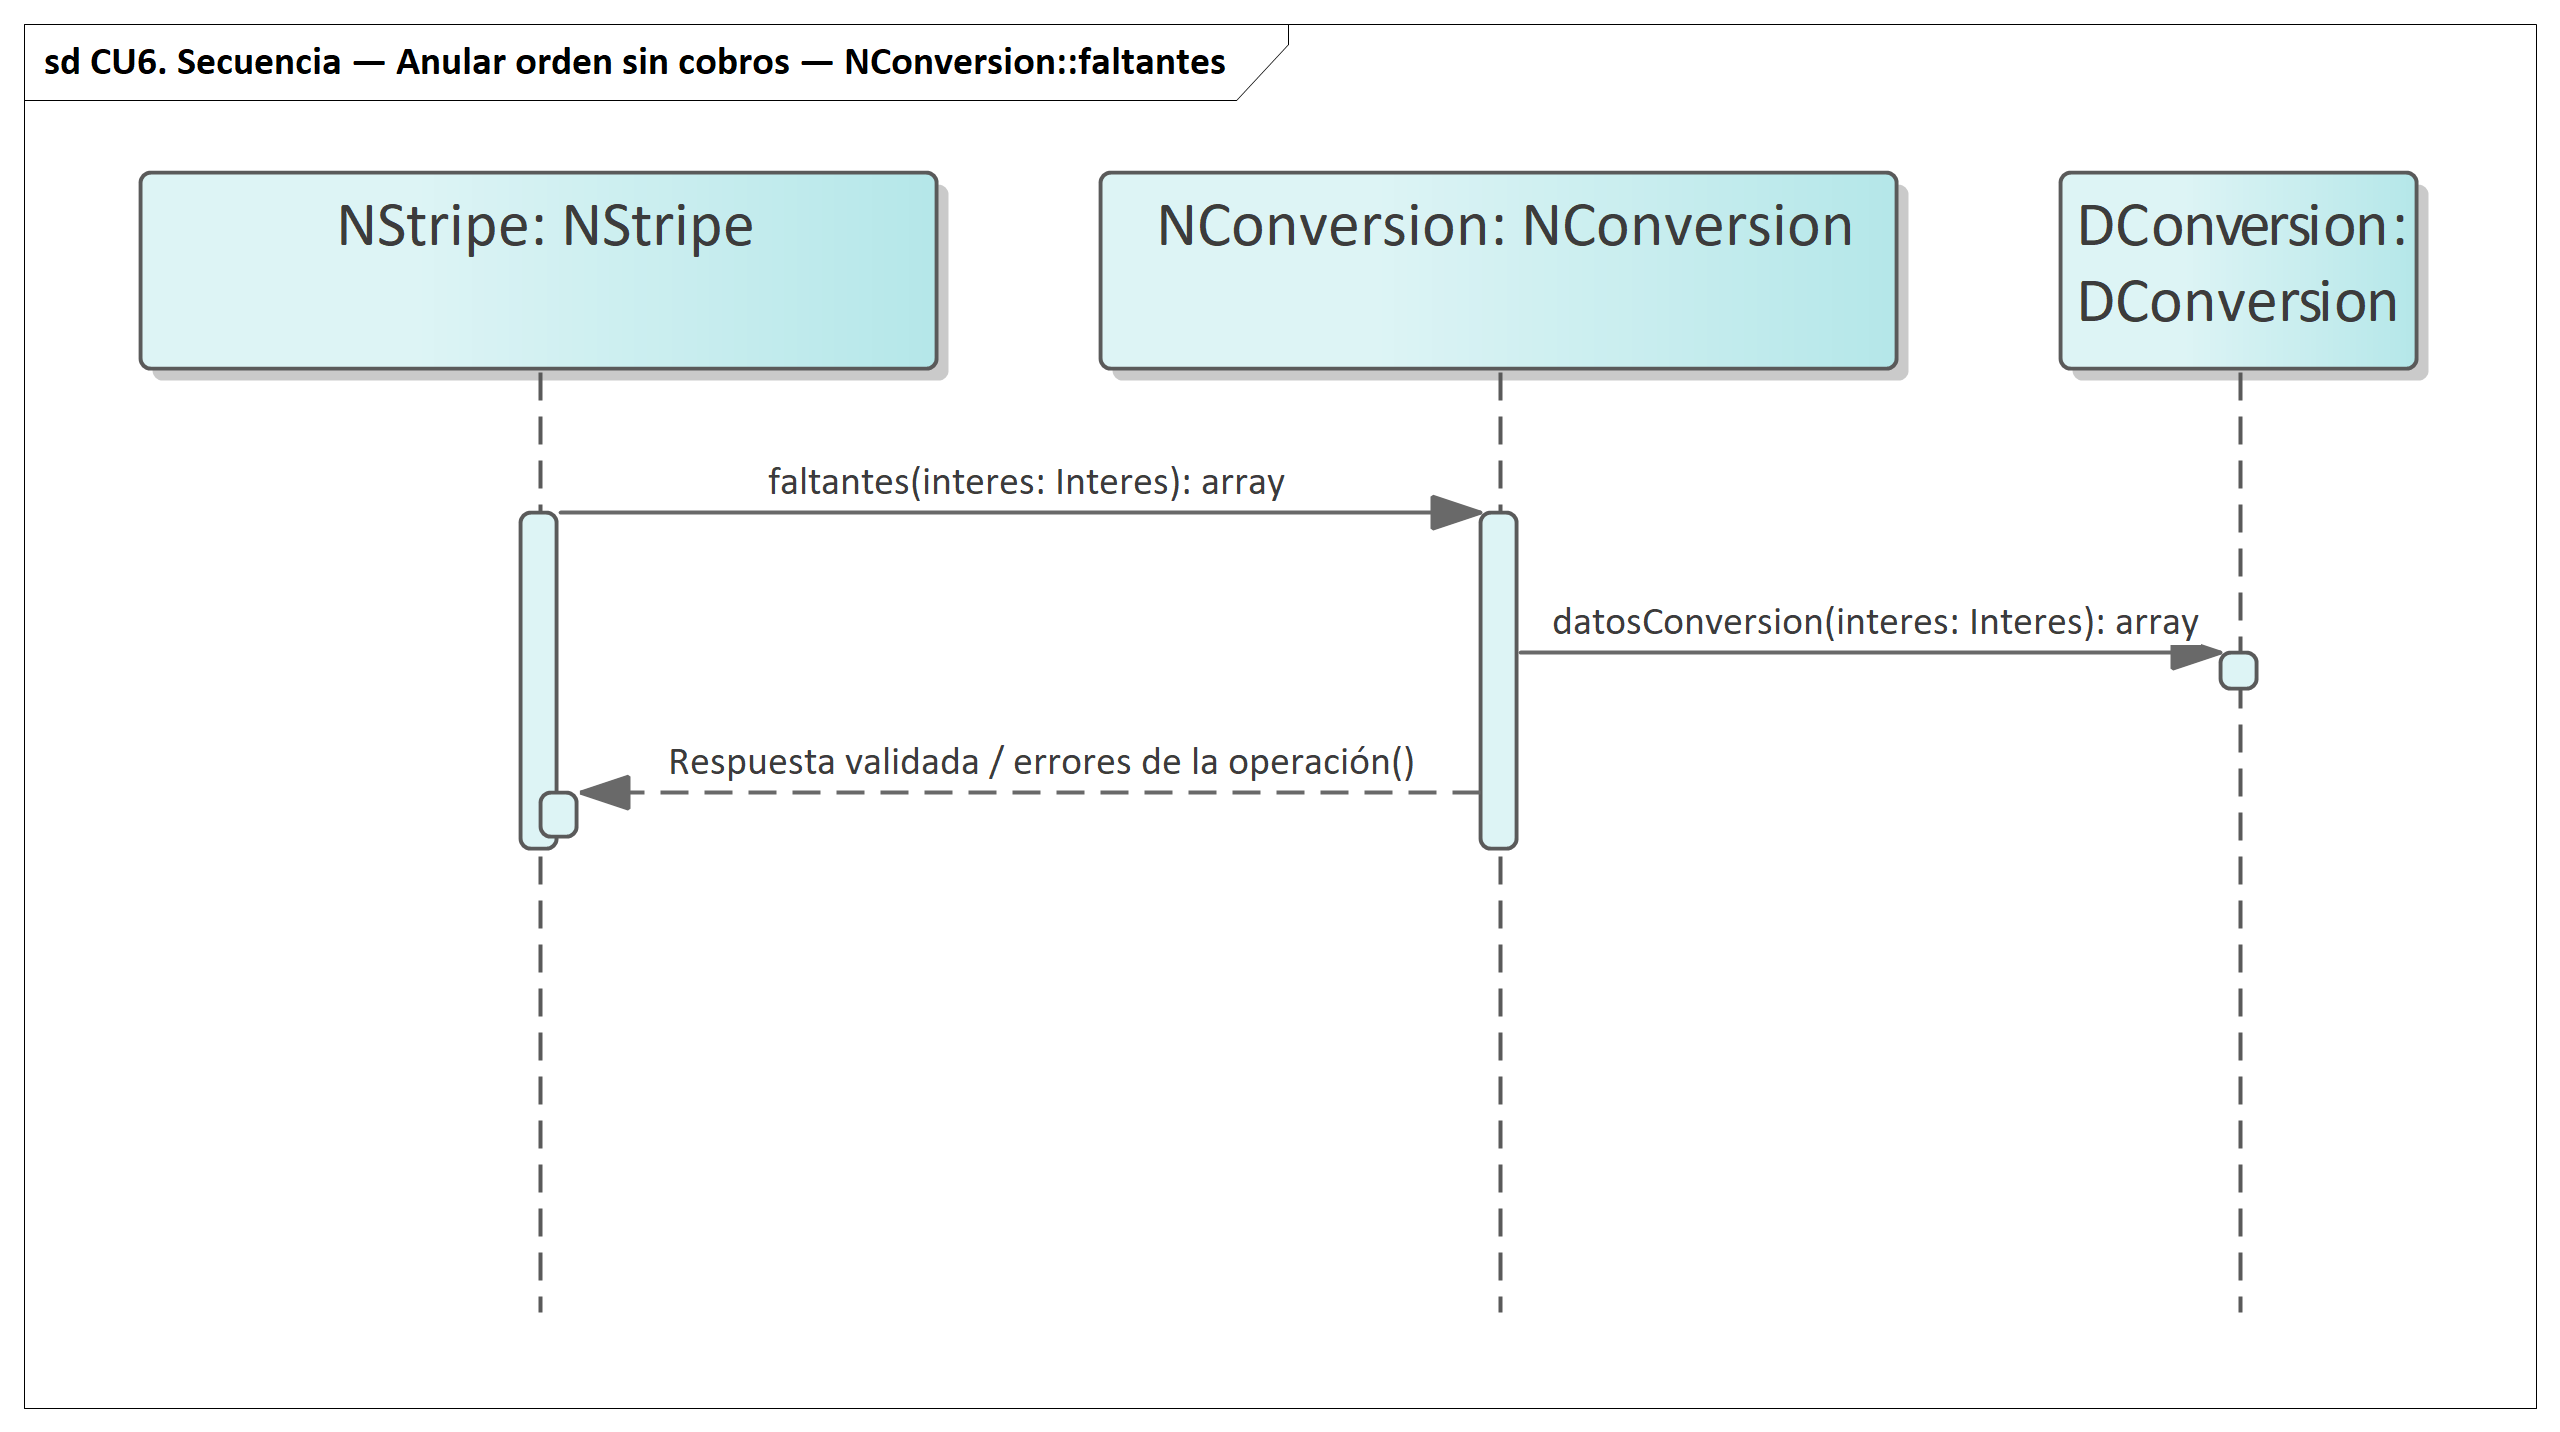 sd CU6. Secuencia — Anular orden sin cobros — NConversion::faltantes
NStripe: NStripe
NConversion: NConversion
DConversion:
DConversion
faltantes(interes: Interes): array
datosConversion(interes: Interes): array
Respuesta validada / errores de la operación()